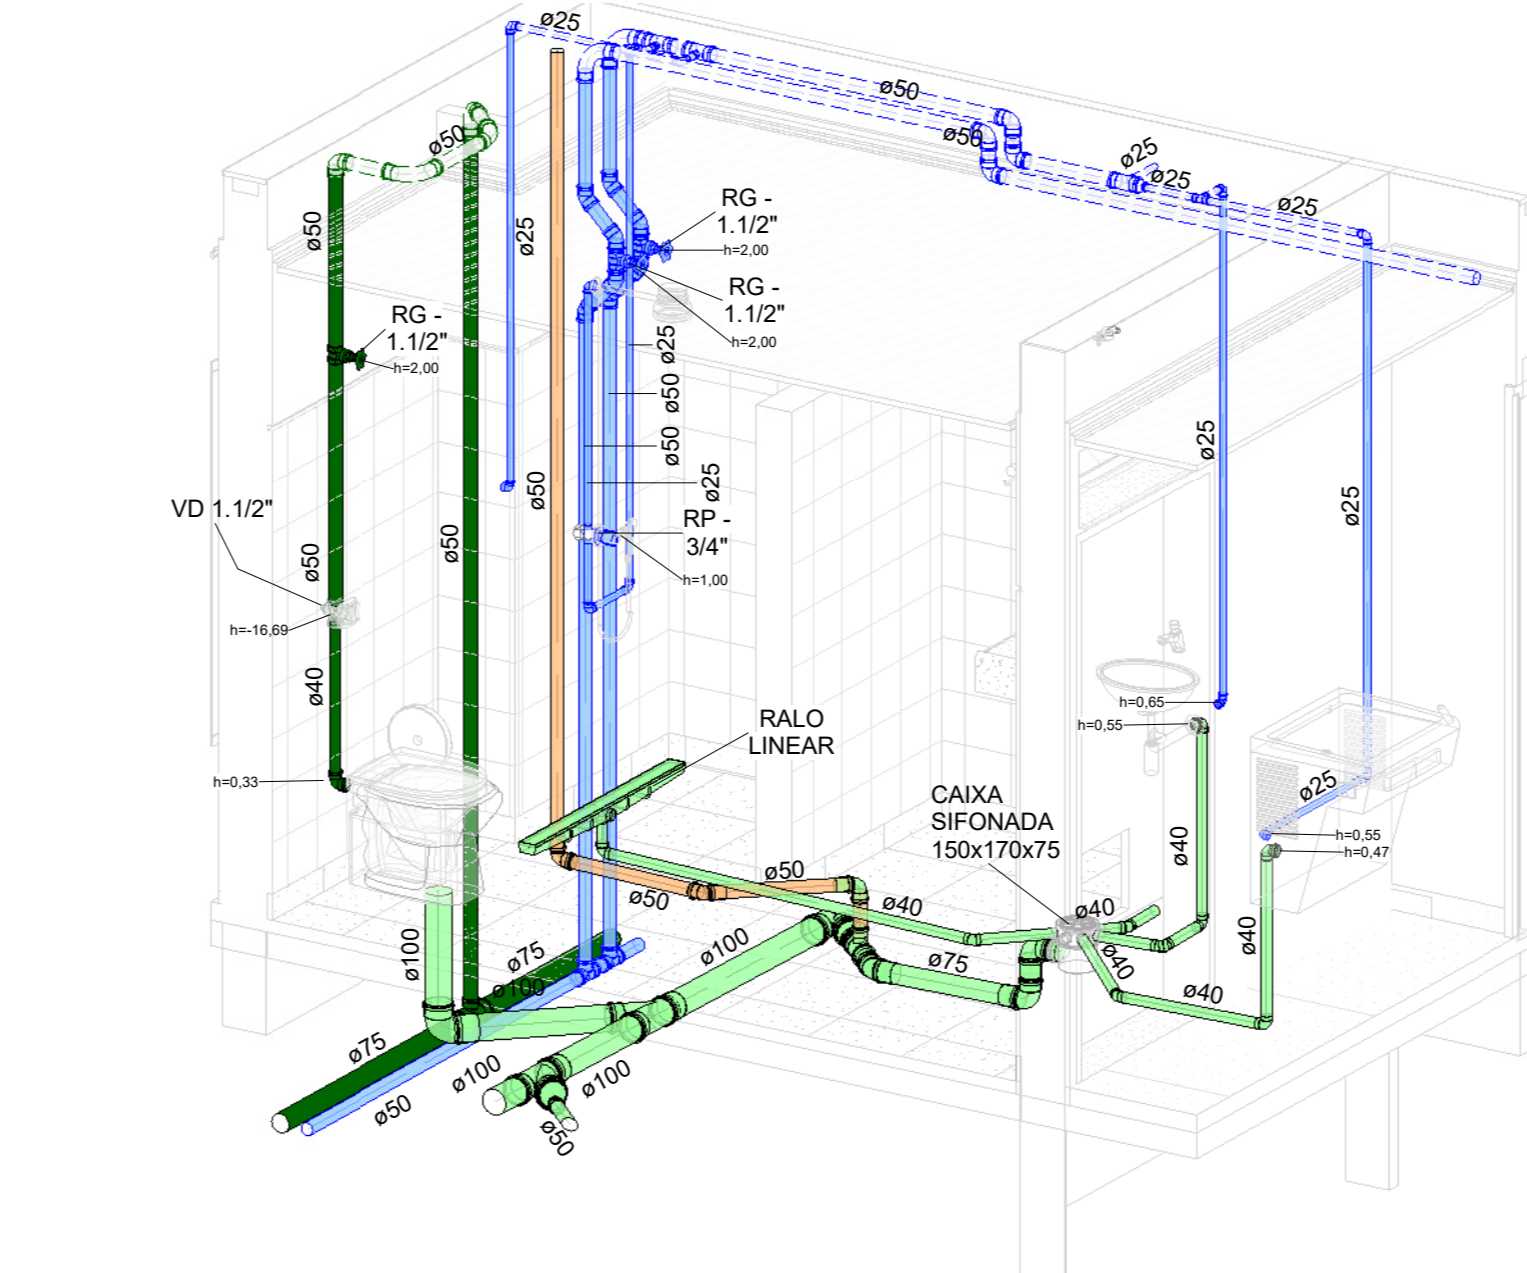 ø25
ø50
ø50
ø50
ø25
ø25
ø25
ø50
ø25
RG -
1.1/2"
h=2,00
RG -
1.1/2"
h=2,00
RG -
1.1/2"
h=2,00
ø25
ø50
ø50
ø25
ø25
ø25
ø50
ø50
VD 1.1/2"
ø50
RP -
3/4"
h=1,00
h=-16,69
ø40
h=0,33
RALO
LINEAR
h=0,65
h=0,55
CAIXA
SIFONADA
150x170x75
ø25
h=0,55
h=0,47
ø40
ø50
ø50
ø40
ø40
ø40
ø40
ø40
ø100
ø75
ø100
ø100
ø75
ø75
ø50
ø100
ø100
ø50